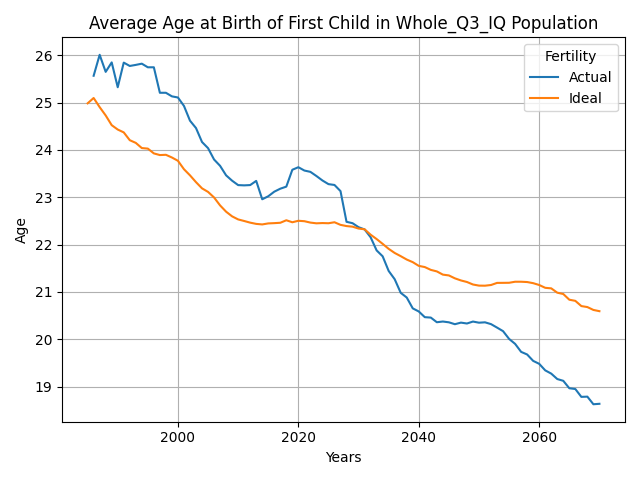 Average Age at Birth of First Child in Whole_Q3_IQ Population
Fertility
Actual
Ideal
26
25
24
23
22
21
20
19
Age
2000
2020
2040
2060
Years